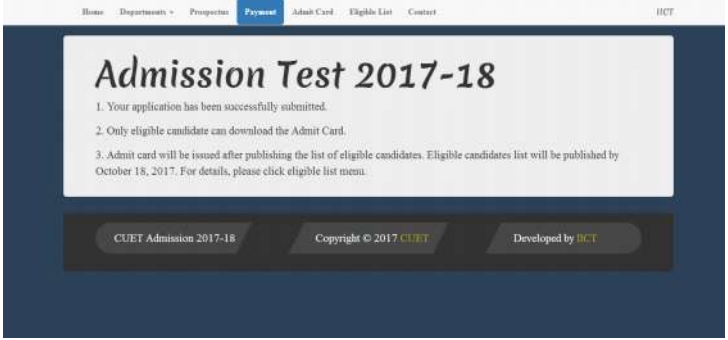 Home Departments Prospectus Payment Admit Card Eligible List Contact IICT
Admission Test 2017-18
1. Your application has been successfully submitted.
2. Only eligible candidate can download the Admit Card.
3. Admit card will be issued after publishing the list of eligible candidates. Eligible candidates list will be published by
October 18, 2017. For details, please click eligible list menu.
CUET Admission 2017-18 Copyright © 2017 CUET Developed by IICT